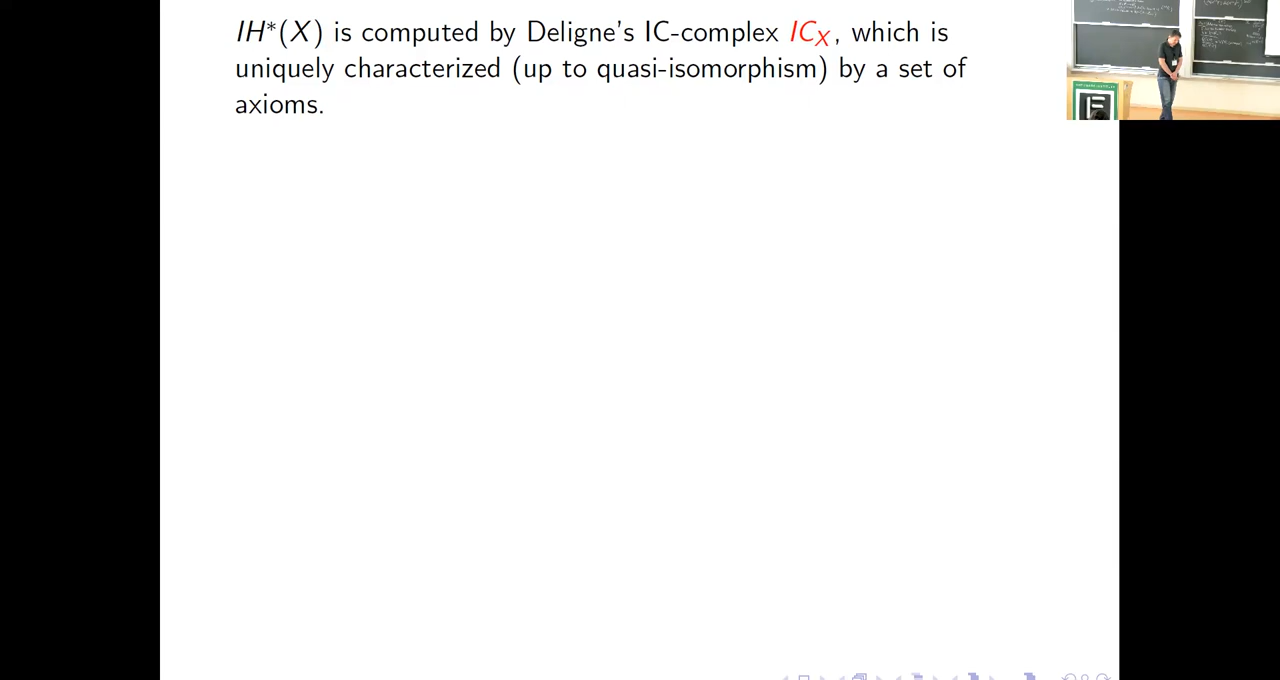 IH*(X) is computed by Deligne's IC-complex IC_X, which is
uniquely characterized (up to quasi-isomorphism) by a set of
axioms.